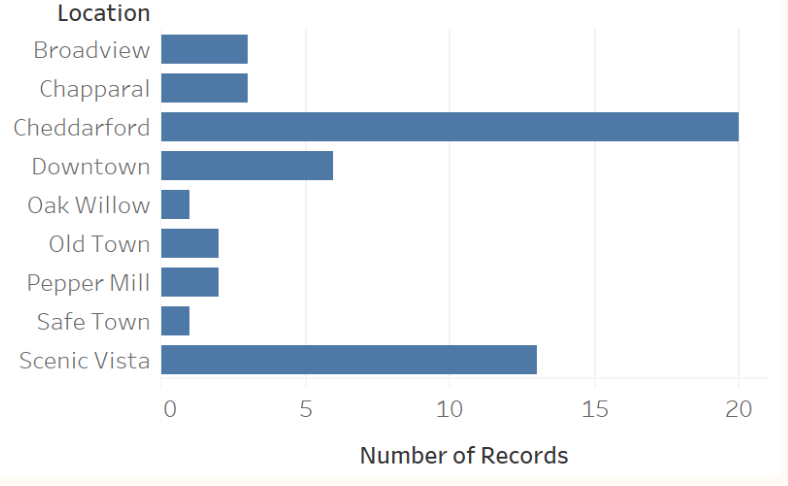 Location
Broadview
Chapparal
Cheddarford
Downtown
Oak Willow
Old Town
Pepper Mill
Safe Town
Scenic Vista
0 5 10 15 20
Number of Records